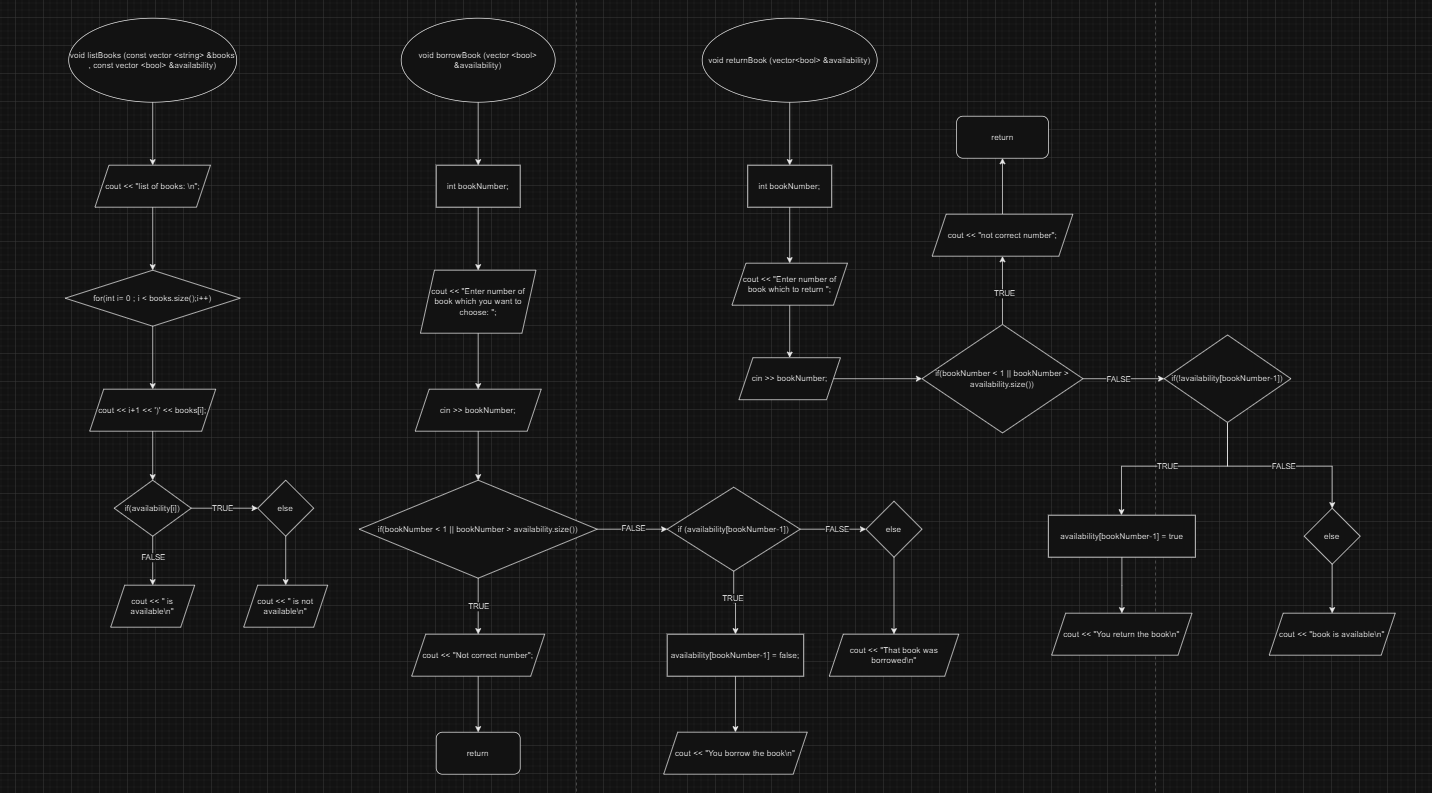 void listBooks (const vector <string> &books
, const vector <bool> &availability)
cout << "list of books: \n";
for(int i= 0 ; i < books.size();i++)
cout << i+1 << ')' << books[i];
if(availability[i])
TRUE
else
FALSE
cout << " is
available\n"
cout << " is not
available\n"
void borrowBook (vector <bool>
&availability)
int bookNumber;
cout << "Enter number of
book which you want to
choose: ";
cin >> bookNumber;
if(bookNumber < 1 || bookNumber > availability.size())
FALSE
if (availability[bookNumber-1])
FALSE
else
TRUE
cout << "Not correct number";
return
TRUE
availability[bookNumber-1] = false;
cout << "You borrow the book\n"
cout << "That book was
borrowed\n"
void returnBook (vector<bool> &availability)
int bookNumber;
cout << "Enter number of
book which to return ";
cin >> bookNumber;
if(bookNumber < 1 || bookNumber >
availability.size())
TRUE
cout << "not correct number";
return
FALSE
if(!availability[bookNumber-1])
TRUE
FALSE
availability[bookNumber-1] = true
else
cout << "You return the book\n"
cout << "book is available\n"